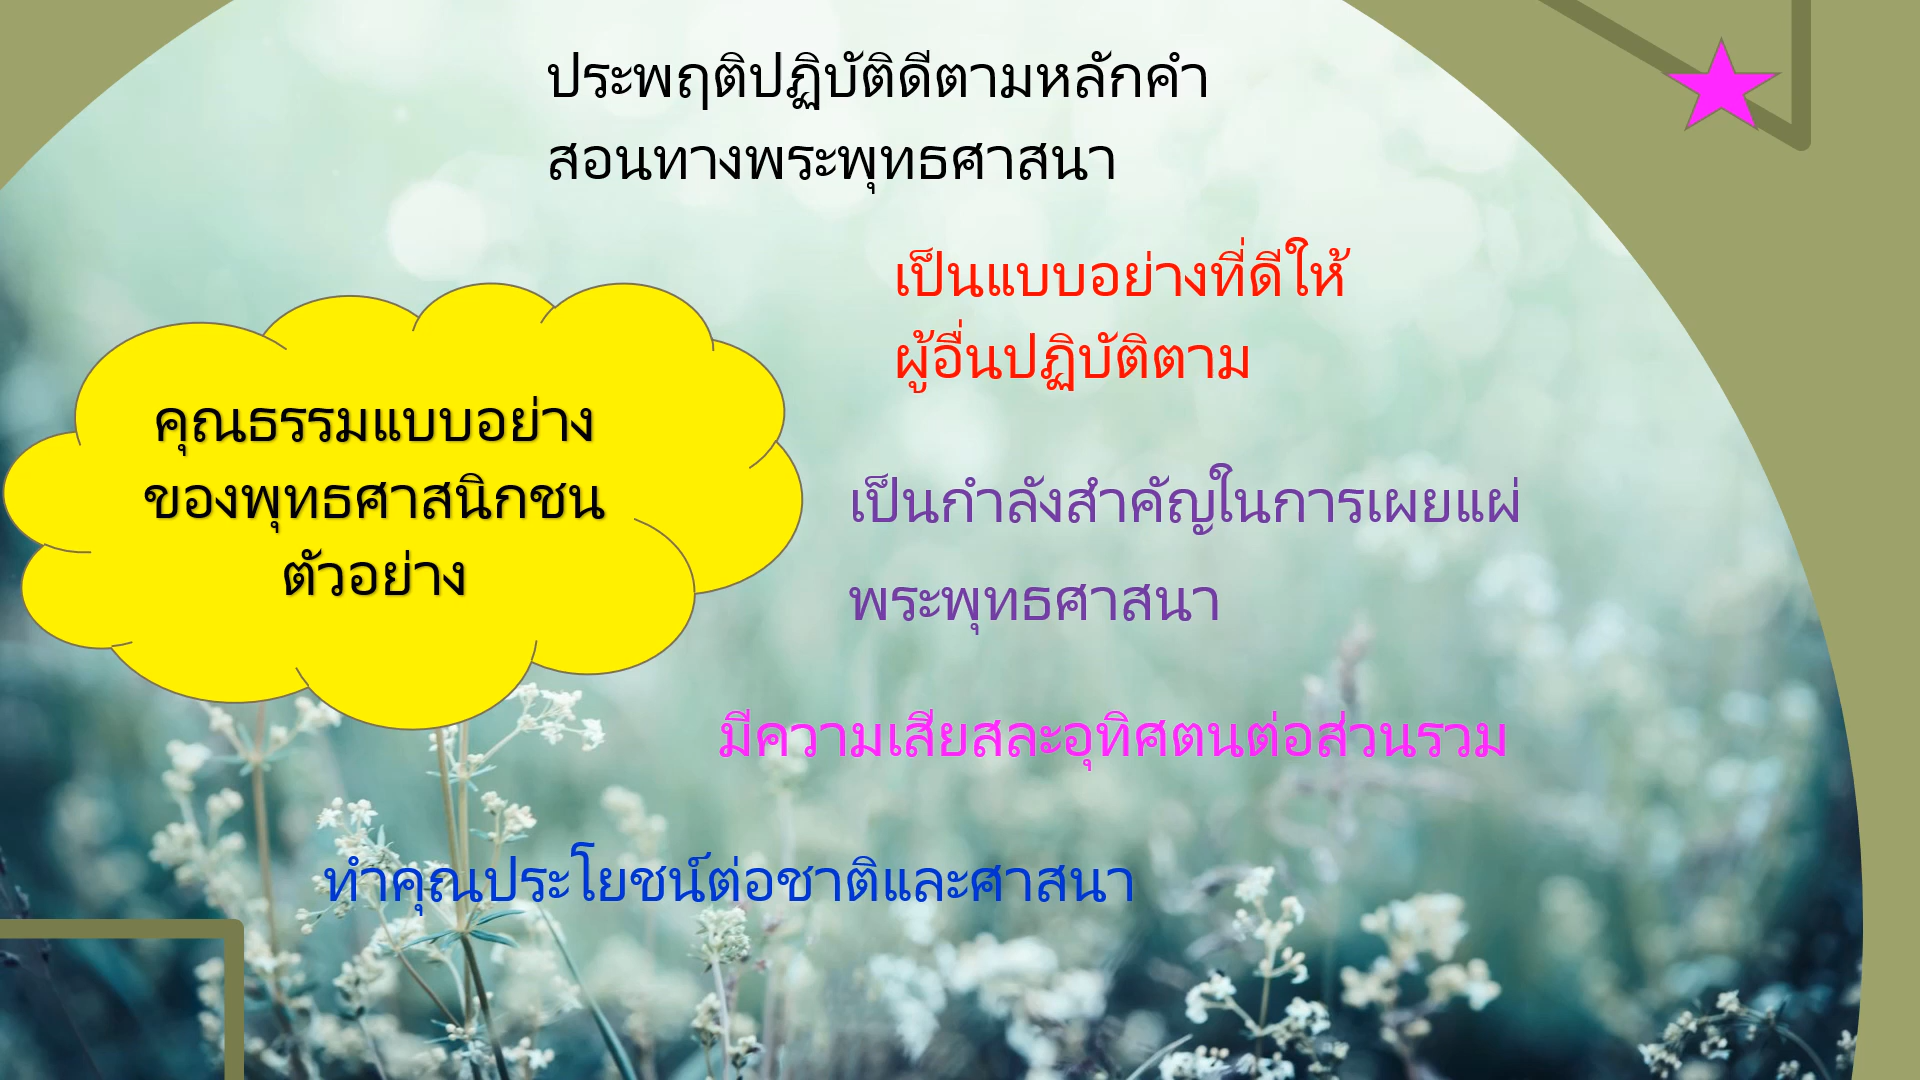 ประพฤติปฏิบัติดีตามหลักคำ
สอนทางพระพุทธศาสนา
เป็นแบบอย่างที่ดีให้
ผู้อื่นปฏิบัติตาม
คุณธรรมแบบอย่าง
ของพุทธศาสนิกชน
ตัวอย่าง
เป็นกำลังสำคัญในการเผยแผ่
พระพุทธศาสนา
มีความเสียสละอุทิศตนต่อส่วนรวม
ทำคุณประโยชน์ต่อชาติและศาสนา